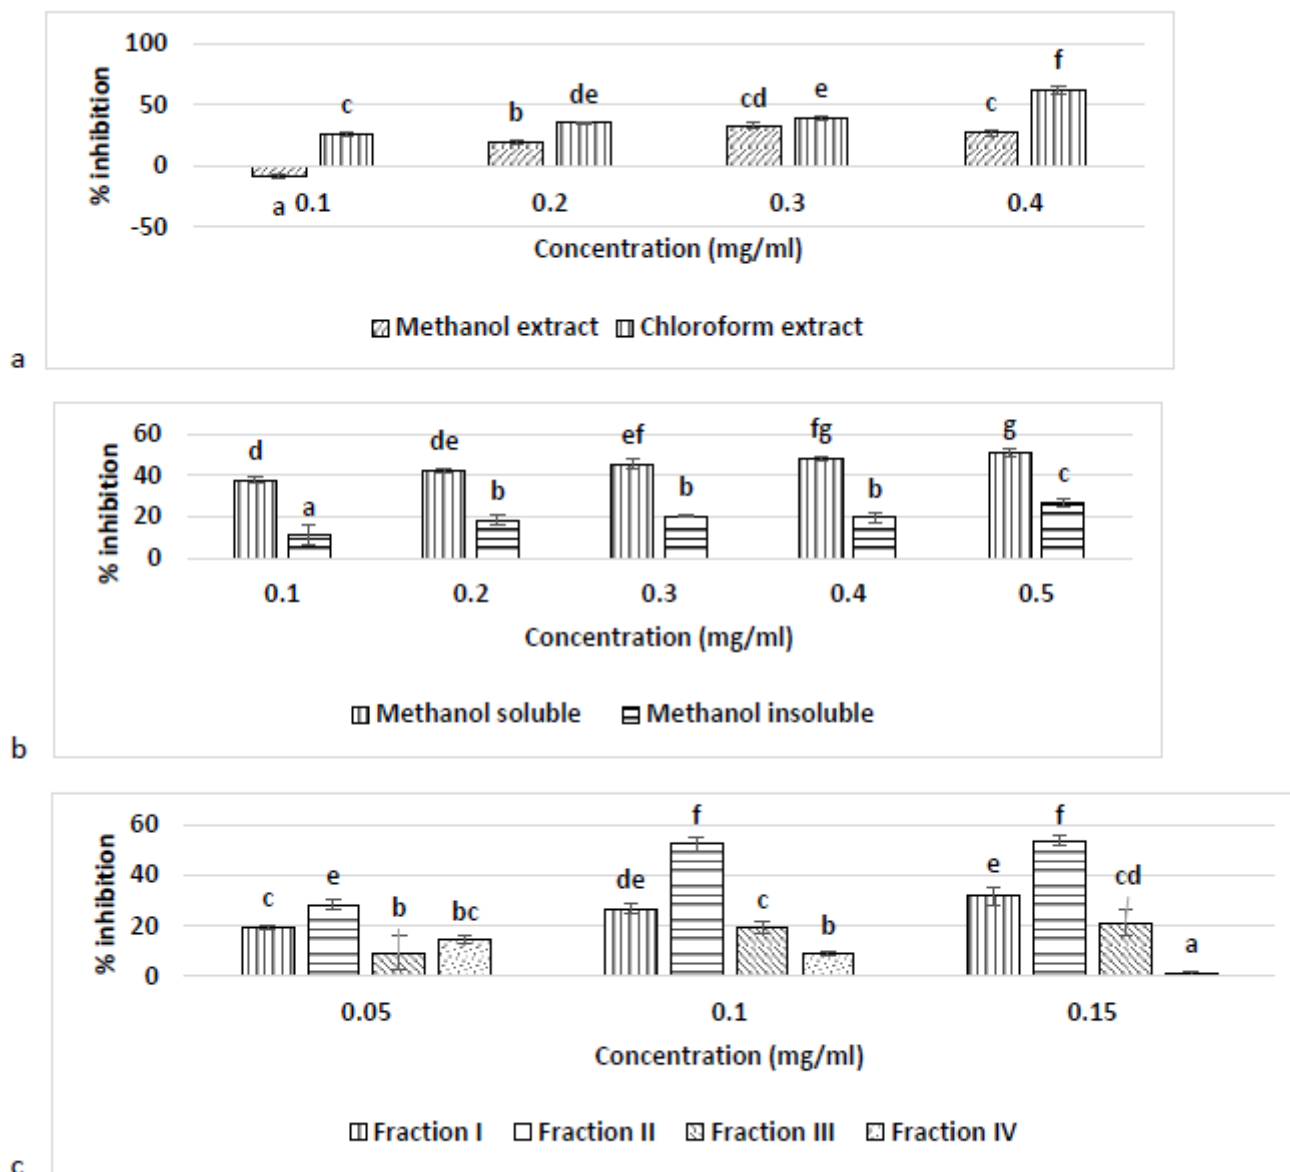 100
50
0
-50
% inhibition
a
c
b
de
cd
e
c
f
0.1
0.2
0.3
0.4
Concentration (mg/ml)
Methanol extract
Chloroform extract
a
60
40
20
0
% inhibition
d
a
de
b
ef
b
fg
b
g
c
0.1
0.2
0.3
0.4
0.5
Concentration (mg/ml)
Methanol soluble
Methanol insoluble
b
60
40
20
0
% inhibition
c
e
b
bc
de
f
c
b
e
f
cd
a
0.05
0.1
0.15
Concentration (mg/ml)
Fraction I
Fraction II
Fraction III
Fraction IV
c